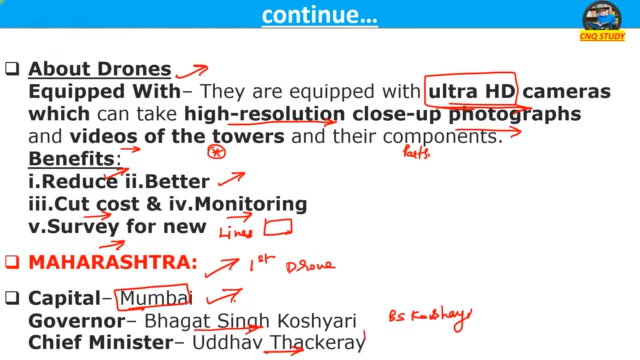 continue...
CNQ STUDY
About Drones
Equipped With– They are equipped with ultra HD cameras
which can take high-resolution close-up photographs
and videos of the towers and their components.
Parts
Benefits:
i.Reduce ii.Better
iii.Cut cost & iv.Monitoring
v.Survey for new Lines
MAHARASHTRA: 1st Drone
Capital– Mumbai
Governor– Bhagat Singh Koshyari BS Koshyari
Chief Minister– Uddhav Thackeray